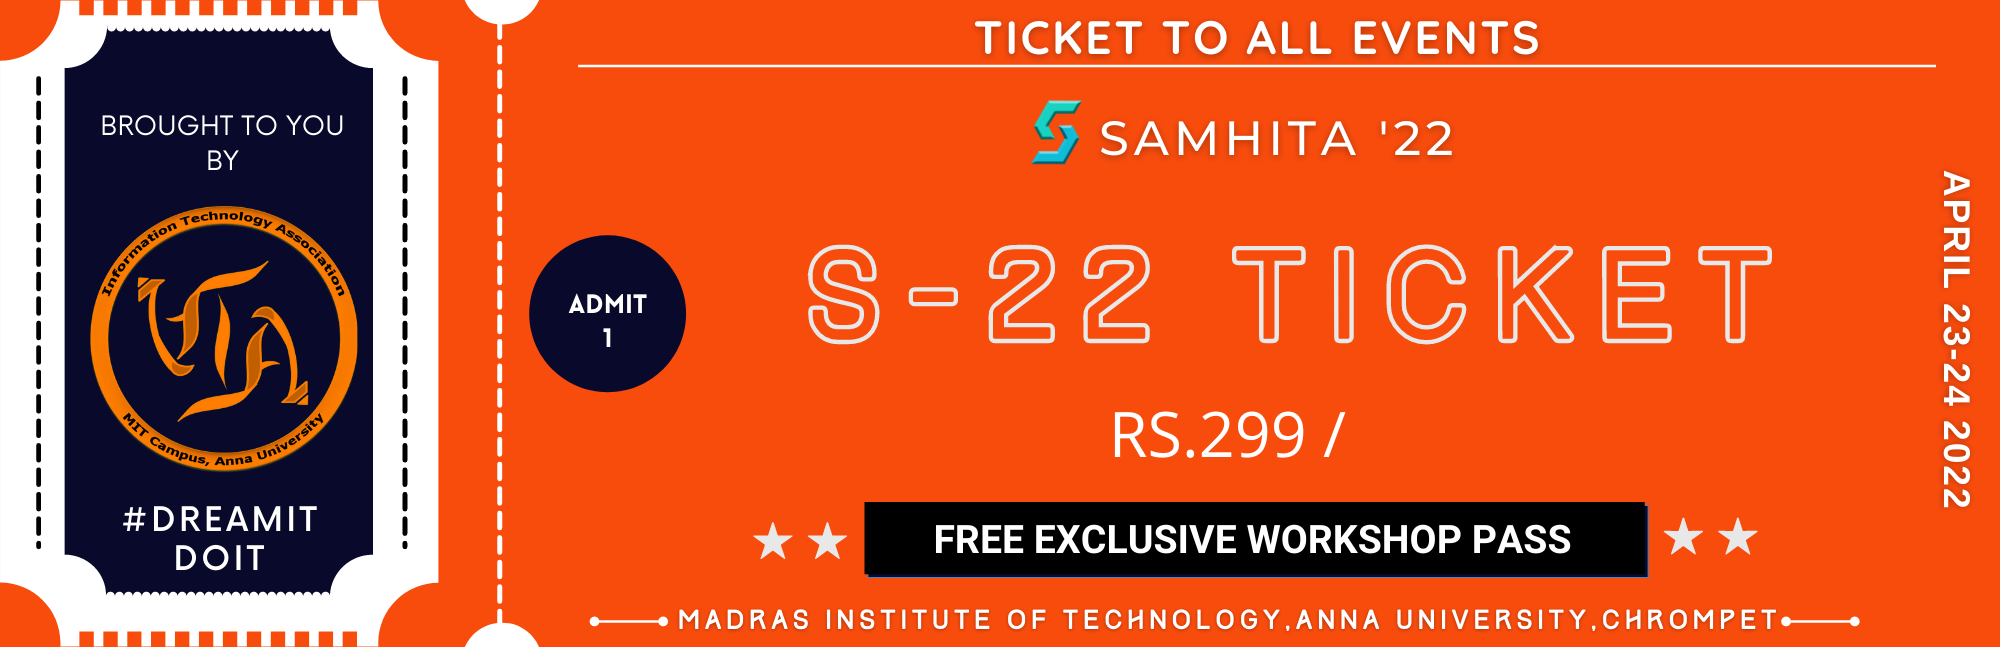 BROUGHT TO YOU
BY
Information Technology Association
ITA
MIT Campus, Anna University
#DREAMIT
DOIT
TICKET TO ALL EVENTS
SAMHITA '22
ADMIT
1
S-22 TICKET
RS.299 /
FREE EXCLUSIVE WORKSHOP PASS
MADRAS INSTITUTE OF TECHNOLOGY,ANNA UNIVERSITY,CHROMPET
APRIL 23-24 2022